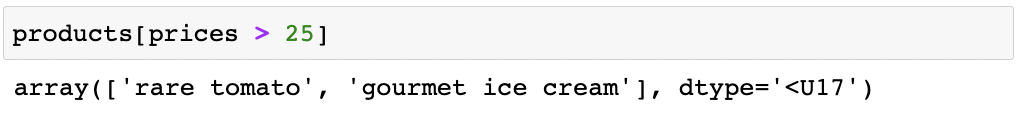 products[prices > 25]
array(['rare tomato', 'gourmet ice cream'], dtype='<U17')